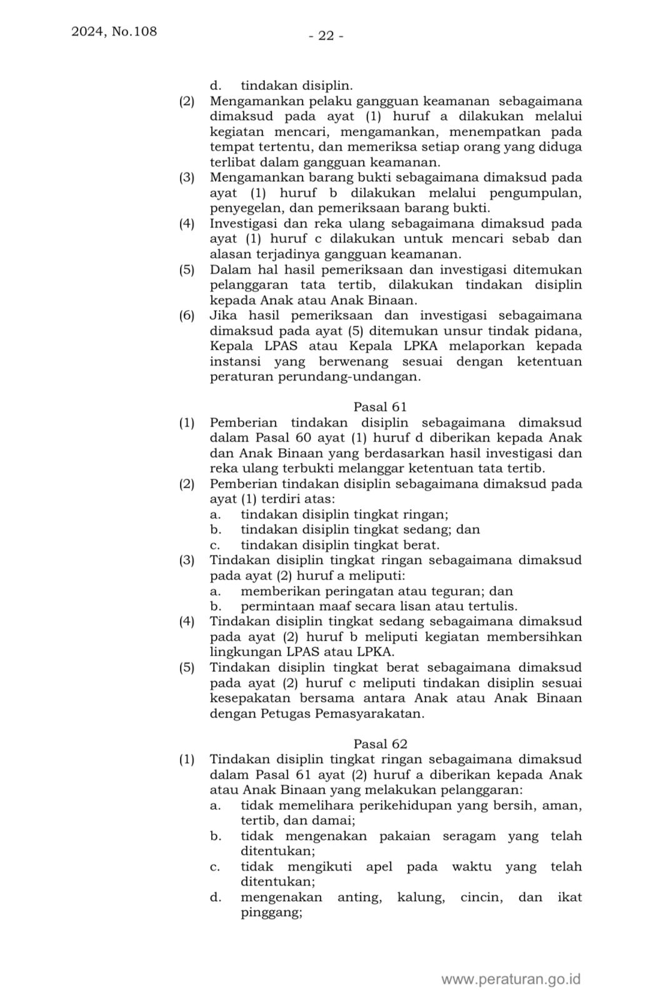 2024, No.108
- 22 -
d. tindakan disiplin.
(2) Mengamankan pelaku gangguan keamanan sebagaimana
dimaksud pada ayat (1) huruf a dilakukan melalui
kegiatan mencari, mengamankan, menempatkan pada
tempat tertentu, dan memeriksa setiap orang yang diduga
terlibat dalam gangguan keamanan.
(3) Mengamankan barang bukti sebagaimana dimaksud pada
ayat (1) huruf b dilakukan melalui pengumpulan,
penyegelan, dan pemeriksaan barang bukti.
(4) Investigasi dan reka ulang sebagaimana dimaksud pada
ayat (1) huruf c dilakukan untuk mencari sebab dan
alasan terjadinya gangguan keamanan.
(5) Dalam hal hasil pemeriksaan dan investigasi ditemukan
pelanggaran tata tertib, dilakukan tindakan disiplin
kepada Anak atau Anak Binaan.
(6) Jika hasil pemeriksaan dan investigasi sebagaimana
dimaksud pada ayat (5) ditemukan unsur tindak pidana,
Kepala LPAS atau Kepala LPKA melaporkan kepada
instansi yang berwenang sesuai dengan ketentuan
peraturan perundang-undangan.
Pasal 61
(1) Pemberian tindakan disiplin sebagaimana dimaksud
dalam Pasal 60 ayat (1) huruf d diberikan kepada Anak
dan Anak Binaan yang berdasarkan hasil investigasi dan
reka ulang terbukti melanggar ketentuan tata tertib.
(2) Pemberian tindakan disiplin sebagaimana dimaksud pada
ayat (1) terdiri atas:
a. tindakan disiplin tingkat ringan;
b. tindakan disiplin tingkat sedang; dan
c. tindakan disiplin tingkat berat.
(3) Tindakan disiplin tingkat ringan sebagaimana dimaksud
pada ayat (2) huruf a meliputi:
a. memberikan peringatan atau teguran; dan
b. permintaan maaf secara lisan atau tertulis.
(4) Tindakan disiplin tingkat sedang sebagaimana dimaksud
pada ayat (2) huruf b meliputi kegiatan membersihkan
lingkungan LPAS atau LPKA.
(5) Tindakan disiplin tingkat berat sebagaimana dimaksud
pada ayat (2) huruf c meliputi tindakan disiplin sesuai
kesepakatan bersama antara Anak atau Anak Binaan
dengan Petugas Pemasyarakatan.
Pasal 62
(1) Tindakan disiplin tingkat ringan sebagaimana dimaksud
dalam Pasal 61 ayat (2) huruf a diberikan kepada Anak
atau Anak Binaan yang melakukan pelanggaran:
a. tidak memelihara perikehidupan yang bersih, aman,
tertib, dan damai;
b. tidak mengenakan pakaian seragam yang telah
ditentukan;
c. tidak mengikuti apel pada waktu yang telah
ditentukan;
d. mengenakan anting, kalung, cincin, dan ikat
pinggang;
www.peraturan.go.id